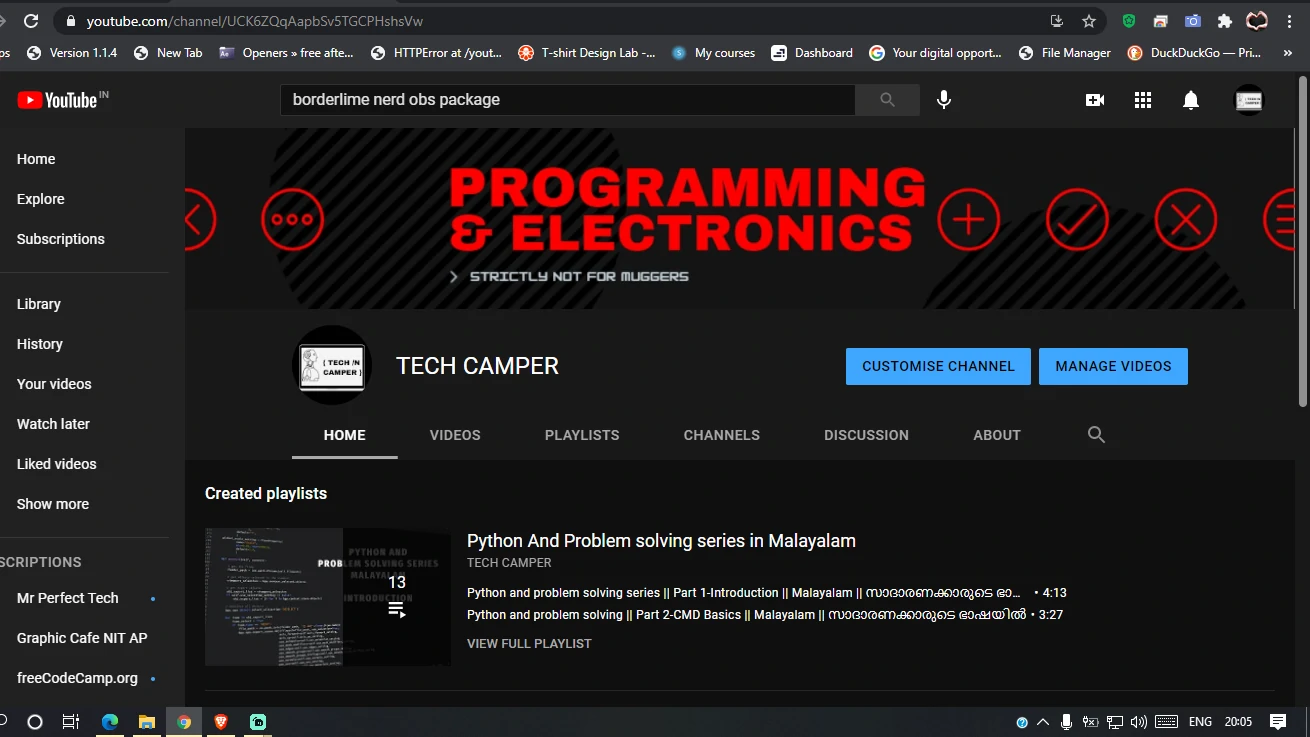 youtube.com/channel/UCK6ZQqAapbSv5TGCPHshsVw
ps Version 1.1.4 New Tab Openers » free afte... HTTPError at /yout... T-shirt Design Lab -... My courses Dashboard Your digital opport... File Manager DuckDuckGo — Pri... »
YouTube IN
borderlime nerd obs package
Home
Explore
Subscriptions
Library
History
Your videos
Watch later
Liked videos
Show more
SCRIPTIONS
Mr Perfect Tech
Graphic Cafe NIT AP
freeCodeCamp.org
PROGRAMMING
& ELECTRONICS
STRICTLY NOT FOR MUGGERS
{ TECH /N
CAMPER }
TECH CAMPER
CUSTOMISE CHANNEL
MANAGE VIDEOS
HOME VIDEOS PLAYLISTS CHANNELS DISCUSSION ABOUT
Created playlists
PYTHON AND
PROBLEM SOLVING SERIES
MALAYALAM
INTRODUCTION
13
Python And Problem solving series in Malayalam
TECH CAMPER
Python and problem solving series || Part 1-Introduction || Malayalam || സാദാരണക്കാരുടെ ഭാ... • 4:13
Python and problem solving || Part 2-CMD Basics || Malayalam || സാദാരണക്കാരുടെ ഭാഷയിൽ • 3:27
VIEW FULL PLAYLIST
ENG 20:05